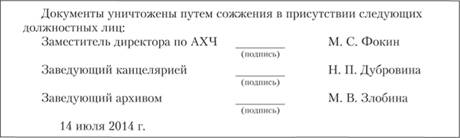 Документы уничтожены путем сожжения в присутствии следующих
должностных лиц:
Заместитель директора по АХЧ М. С. Фокин
(подпись)
Заведующий канцелярией Н. П. Дубровина
(подпись)
Заведующий архивом М. В. Злобина
(подпись)
14 июля 2014 г.